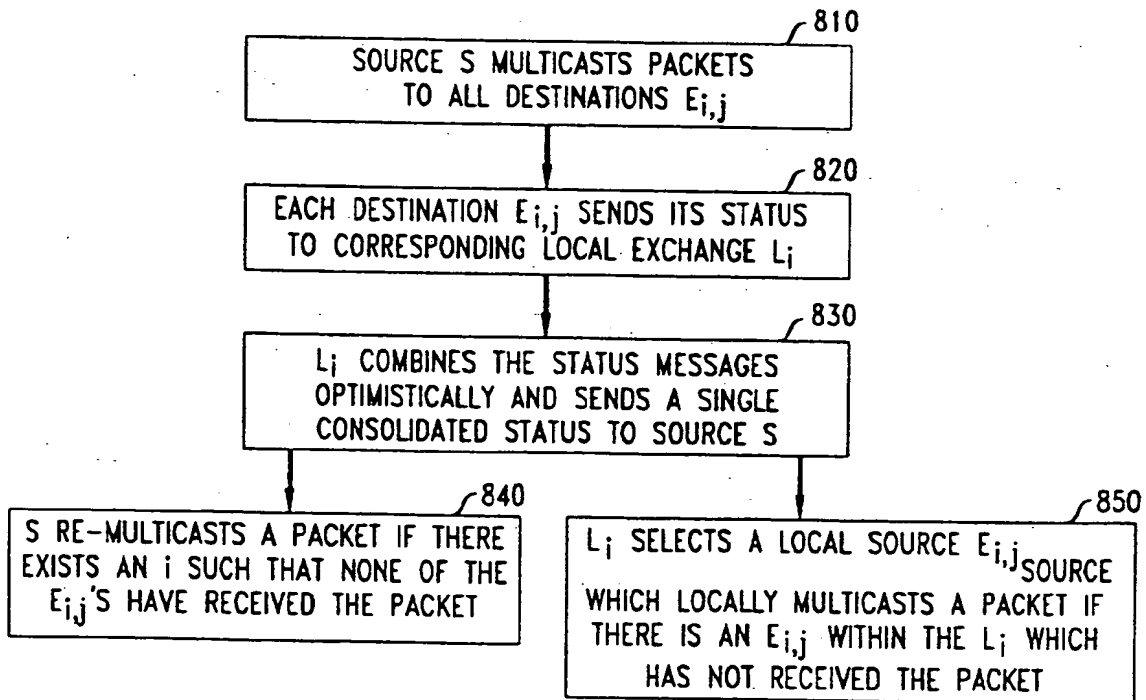 810
SOURCE S MULTICASTS PACKETS
TO ALL DESTINATIONS Ei,j
820
EACH DESTINATION Ei,j SENDS ITS STATUS
TO CORRESPONDING LOCAL EXCHANGE Li
830
Li COMBINES THE STATUS MESSAGES
OPTIMISTICALLY AND SENDS A SINGLE
CONSOLIDATED STATUS TO SOURCE S
840
S RE-MULTICASTS A PACKET IF THERE
EXISTS AN i SUCH THAT NONE OF THE
Ei,j'S HAVE RECEIVED THE PACKET
850
Li SELECTS A LOCAL SOURCE Ei,jSOURCE
WHICH LOCALLY MULTICASTS A PACKET IF
THERE IS AN Ei,j WITHIN THE Li WHICH
HAS NOT RECEIVED THE PACKET